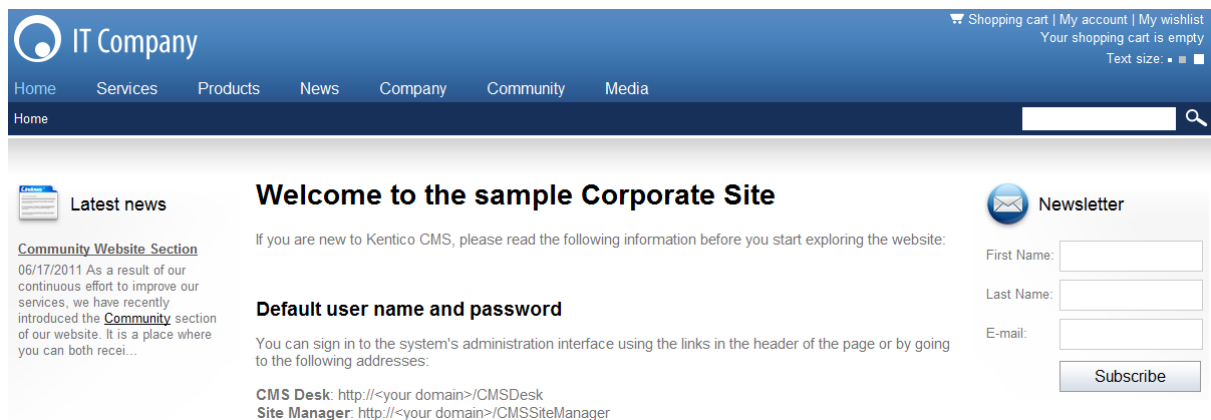 IT Company
Shopping cart | My account | My wishlist
Your shopping cart is empty
Text size:
Home Services Products News Company Community Media
Home
Latest news
Community Website Section
06/17/2011 As a result of our
continuous effort to improve our
services, we have recently
introduced the Community section
of our website. It is a place where
you can both recei...
Welcome to the sample Corporate Site
If you are new to Kentico CMS, please read the following information before you start exploring the website:
Default user name and password
You can sign in to the system's administration interface using the links in the header of the page or by going
to the following addresses:
CMS Desk: http://<your domain>/CMSDesk
Site Manager: http://<your domain>/CMSSiteManager
Newsletter
First Name:
Last Name:
E-mail:
Subscribe